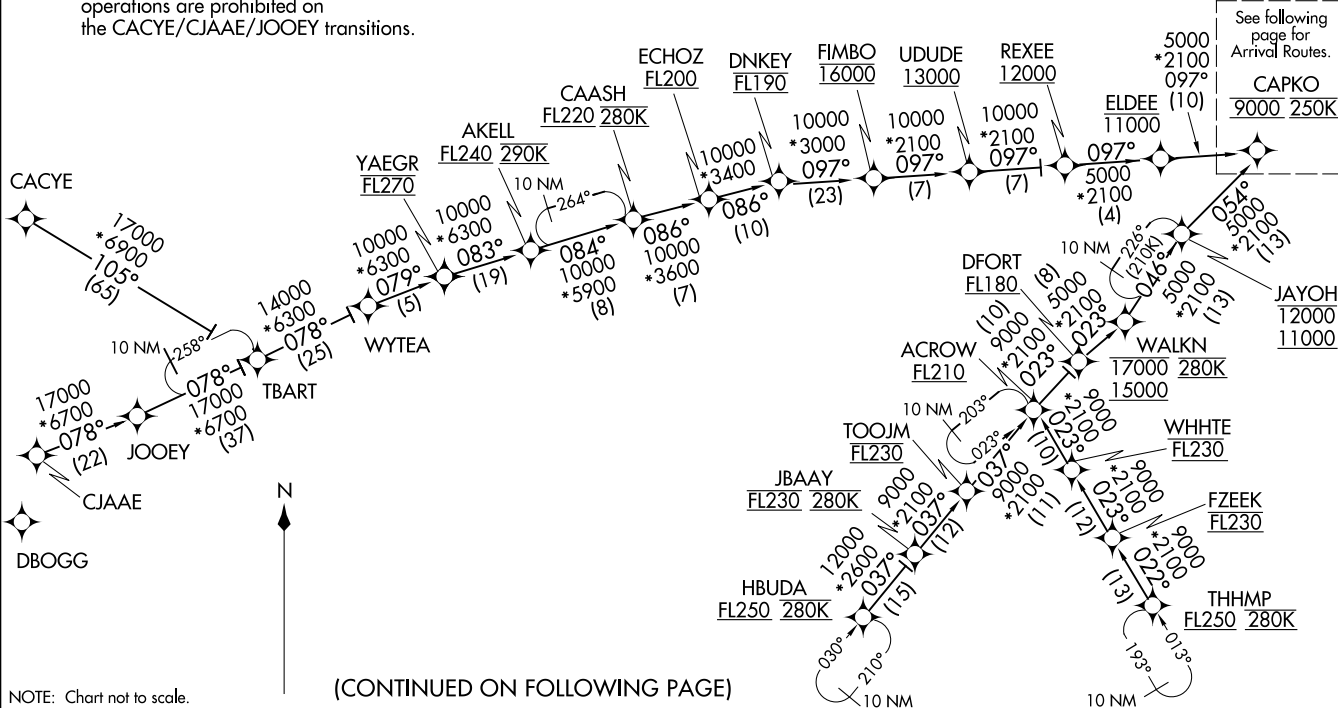 operations are prohibited on
the CACYE/CJAAE/JOOEY transitions.
See following
page for
Arrival Routes.
CAPKO
9000 250K
5000
*2100
097°
(10)
ELDEE
11000
REXEE
12000
UDUDE
13000
FIMBO
16000
DNKEY
FL190
ECHOZ
FL200
CAASH
FL220 280K
AKELL
FL240 290K
YAEGR
FL270
CACYE
17000
*6900
105°
(65)
14000
*6300
078°
(25)
TBART
10 NM
258°
17000
*6700
078°
(22)
JOOEY
078°
17000
*6700
(37)
CJAAE
DBOGG
WYTEA
10000
*6300
079°
(5)
10000
*6300
083°
(19)
10 NM
264°
084°
10000
*5900
(8)
086°
10000
*3600
(7)
10000
*3400
086°
(10)
10000
*3000
097°
(23)
10000
*2100
097°
(7)
10000
*2100
097°
(7)
097°
5000
*2100
(4)
054°
5000
*2100
(13)
JAYOH
12000
11000
10 NM
226°
(210K)
046°
5000
*2100
(13)
DFORT
FL180
(8)
5000
*2100
023°
WALKN
17000 280K
15000
(10)
9000
*2100
023°
ACROW
FL210
10 NM
203°
023°
TOOJM
FL230
037°
9000
*2100
(11)
JBAAY
FL230 280K
9000
*2100
037°
(12)
HBUDA
FL250 280K
12000
*2600
037°
(15)
030°
210°
10 NM
9000
*2100
023°
(10)
WHHTE
FL230
9000
*2100
023°
(12)
FZEEK
FL230
9000
*2100
022°
(13)
THHMP
FL250 280K
193°
013°
10 NM
N
NOTE: Chart not to scale.
(CONTINUED ON FOLLOWING PAGE)